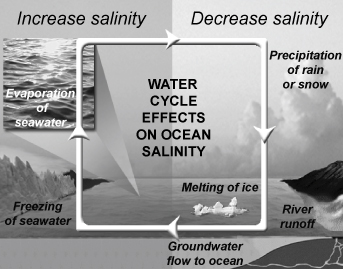 Increase salinity
Decrease salinity
Evaporation
of
seawater
WATER
CYCLE
EFFECTS
ON OCEAN
SALINITY
Precipitation
of rain
or snow
Freezing
of seawater
Melting of ice
River
runoff
Groundwater
flow to ocean